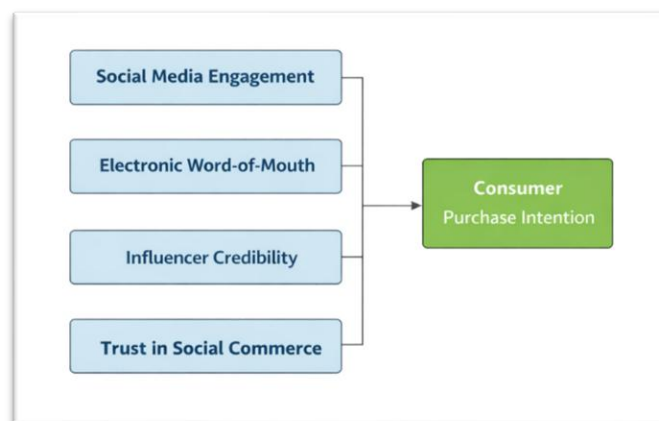 Social Media Engagement
Electronic Word-of-Mouth
Influencer Credibility
Trust in Social Commerce
Consumer
Purchase Intention